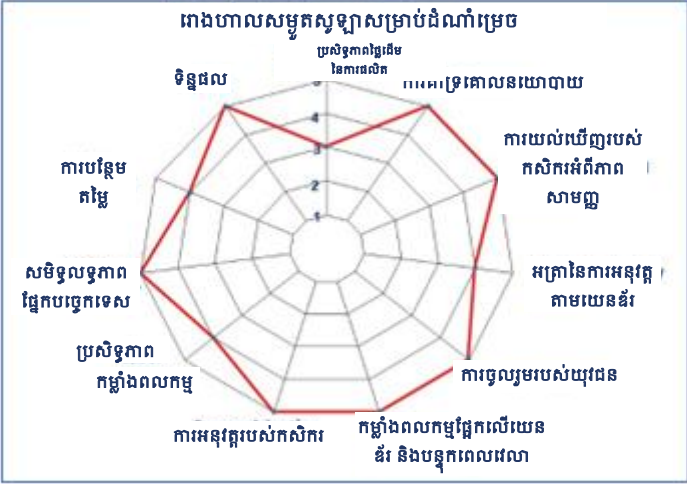 រោងហាលសម្ងួតសូឡាសម្រាប់ដំណាំម្រេច
ប្រសិទ្ធភាពថ្លៃដើម
នៃការផលិត
ទិន្នផល
ការគាំទ្រគោលនយោបាយ
5
4
3
2
1
ការយល់ឃើញរបស់
កសិករអំពីភាព
សាមញ្ញ
ការបន្ថែម
តម្លៃ
អត្រានៃការអនុវត្ត
តាមយេនឌ័រ
សមិទ្ធលទ្ធភាព
ផ្នែកបច្ចេកទេស
ប្រសិទ្ធភាព
កម្លាំងពលកម្ម
ការចូលរួមរបស់យុវជន
ការអនុវត្តរបស់កសិករ
កម្លាំងពលកម្មផ្អែកលើយេន
ឌ័រ និងបន្ទុកពេលវេលា